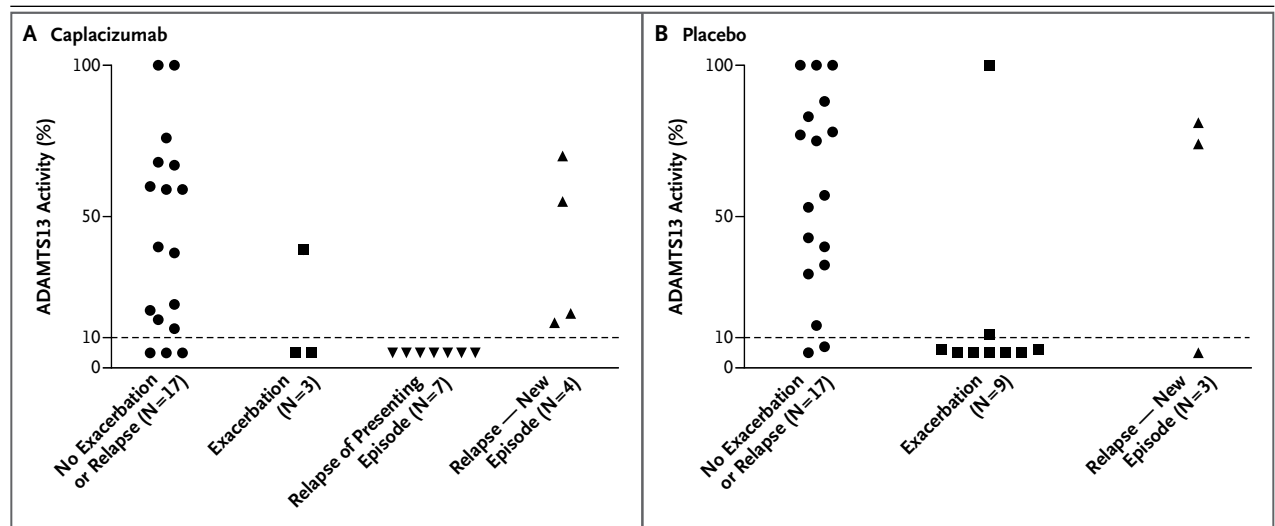 A Caplacizumab
ADAMTS13 Activity (%)
100
50
10
0
No Exacerbation
or Relapse (N=17)
Exacerbation
(N=3)
Relapse of Presenting
Episode (N=7)
Relapse — New
Episode (N=4)
B Placebo
ADAMTS13 Activity (%)
100
50
10
0
No Exacerbation
or Relapse (N=17)
Exacerbation
(N=9)
Relapse — New
Episode (N=3)